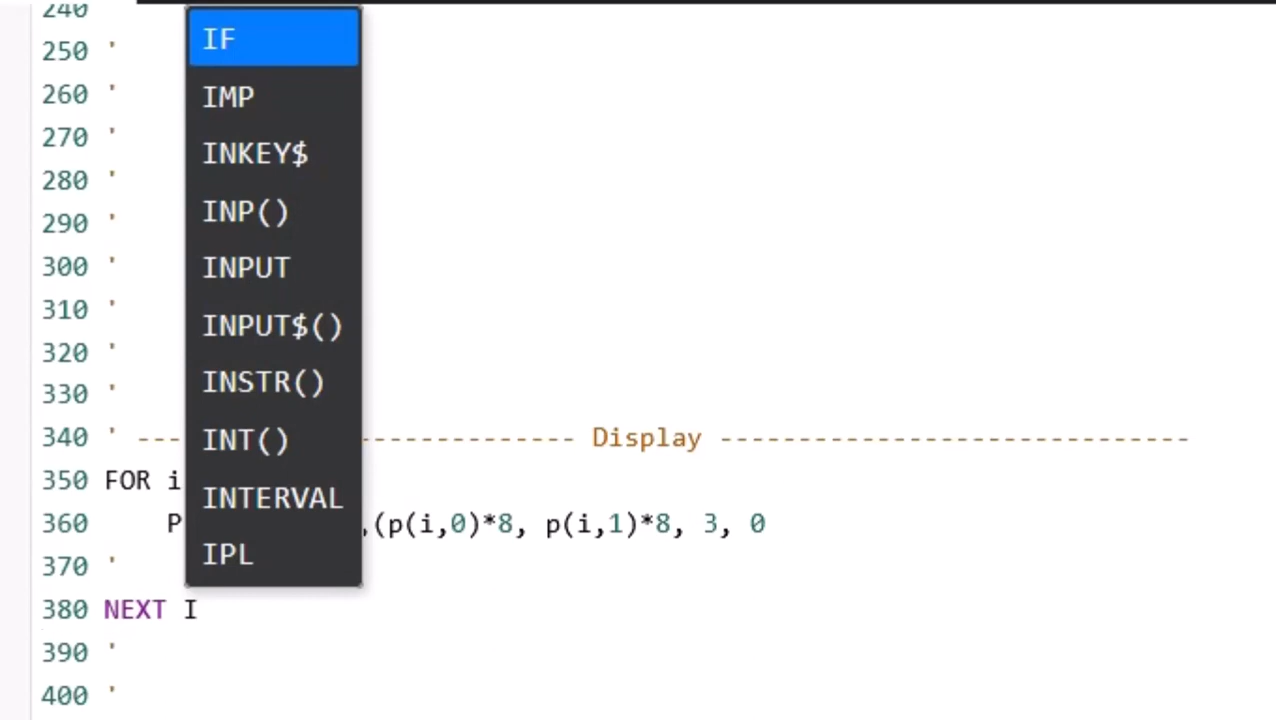 240
250 '
260 '
270 '
280 '
290 '
300 '
310 '
320 '
330 '
340 ' --- -------------- Display ------------------------------
350 FOR i
360 P ,(p(i,0)*8, p(i,1)*8, 3, 0
370 '
380 NEXT I
390 '
400 '
IF
IMP
INKEY$
INP()
INPUT
INPUT$()
INSTR()
INT()
INTERVAL
IPL